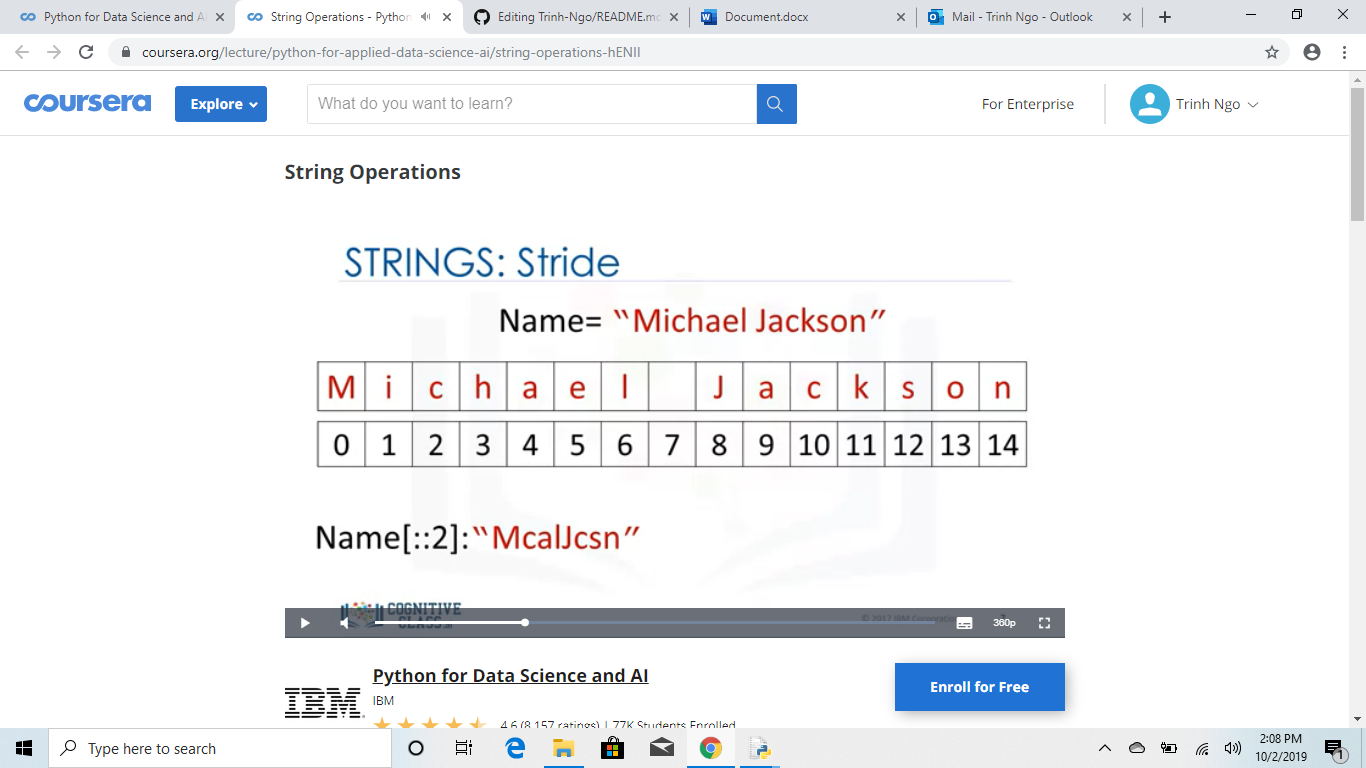 Python for Data Science and A
String Operations - Python
Editing Trinh-Ngo/README.m
Document.docx
Mail - Trinh Ngo - Outlook
coursera.org/lecture/python-for-applied-data-science-ai/string-operations-hENII
coursera
Explore
What do you want to learn?
For Enterprise
Trinh Ngo
String Operations
STRINGS: Stride
Name= “Michael Jackson”
M i c h a e l J a c k s o n
0 1 2 3 4 5 6 7 8 9 10 11 12 13 14
Name[::2]:“McalJcsn”
COGNITIVE
CLASS.ai
© 2017 IBM Corporation
360p
IBM
Python for Data Science and AI
IBM
Enroll for Free
4.6 (8,157 ratings) | 77K Students Enrolled
Type here to search
2:08 PM
10/2/2019
1